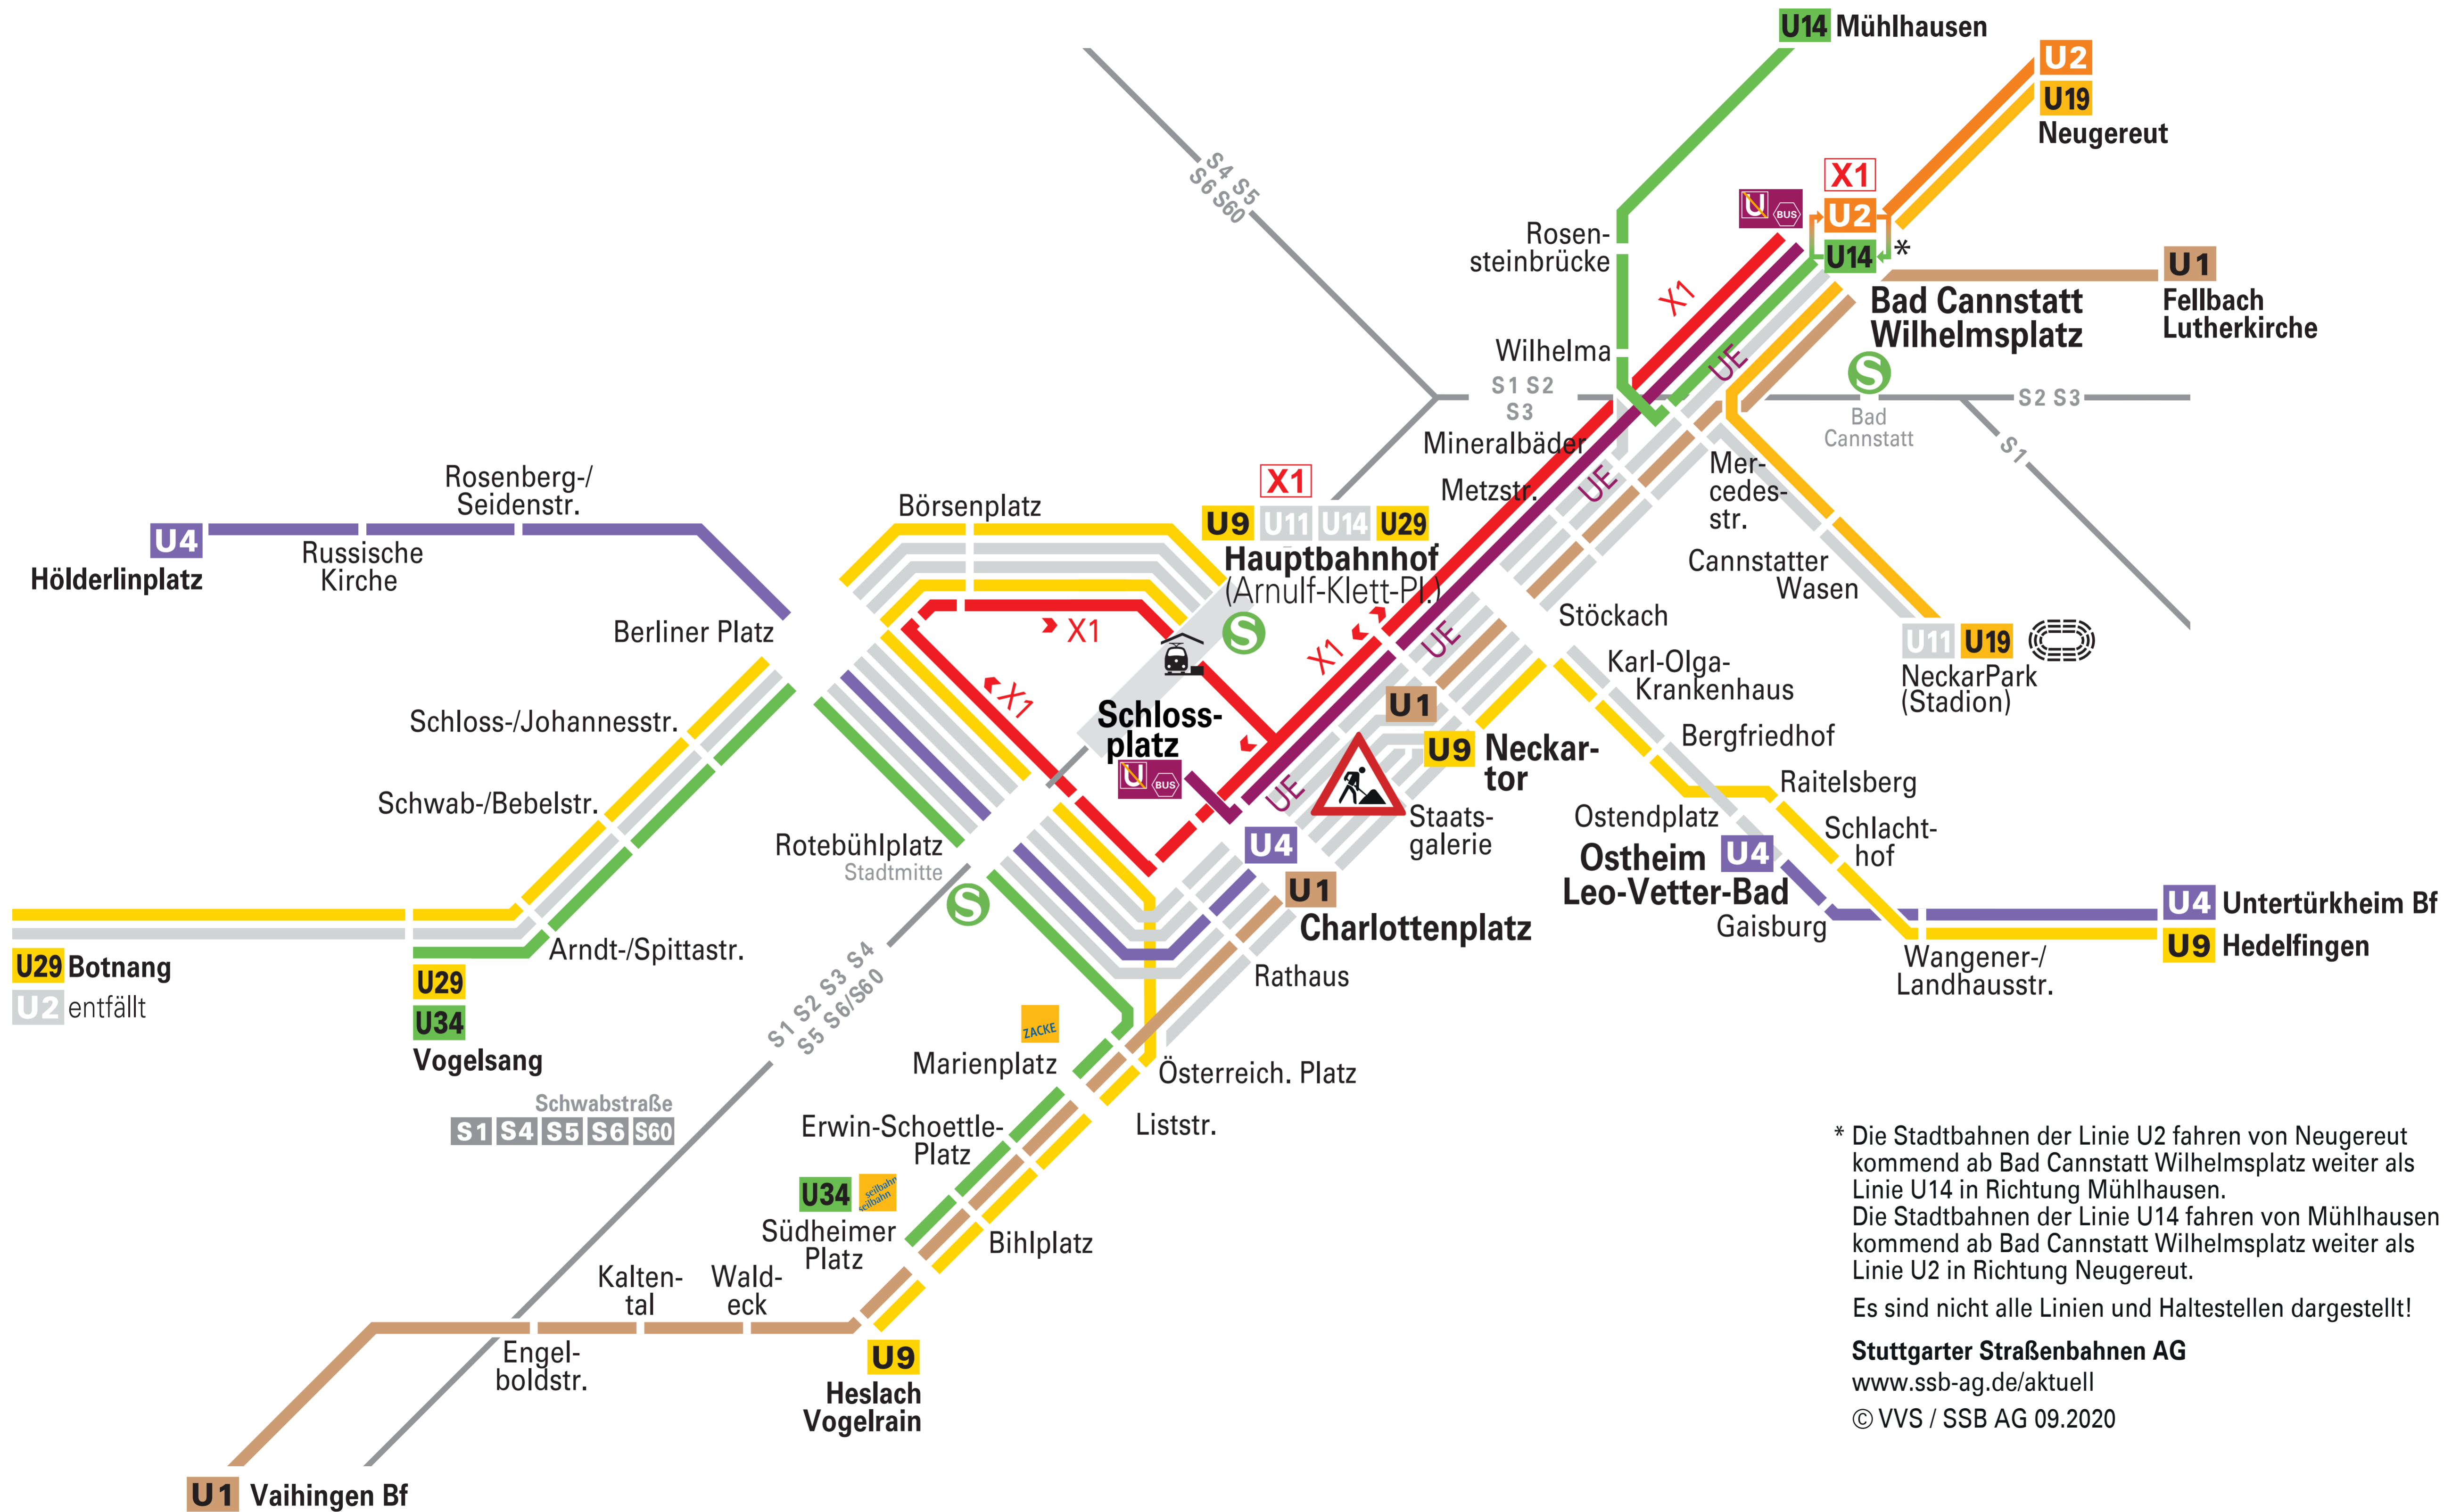 U14 Mühlhausen
U2
U19
Neugereut
S4 S5
S6 S60
X1
U BUS
U2
U14 *
Rosen-
steinbrücke
X1
U1
Fellbach
Lutherkirche
Bad Cannstatt
Wilhelmsplatz
Wilhelma
UE
S
S1 S2
S3
S2 S3
Bad
Cannstatt
S1
Mineralbäder
Metzstr.
UE
Mer-
cedes-
str.
Rosenberg-/
Seidenstr.
Börsenplatz
X1
U9 U11 U14 U29
Hauptbahnhof
(Arnulf-Klett-Pl.)
S
U4
Hölderlinplatz
Russische
Kirche
Cannstatter
Wasen
Berliner Platz
X1
X1
UE
Stöckach
U11 U19
NeckarPark
(Stadion)
Karl-Olga-
Krankenhaus
X1
Schloss-
platz
U BUS
UE
U1
U9 Neckar-
tor
Bergfriedhof
Raitelsberg
Schloss-/Johannesstr.
Schwab-/Bebelstr.
Staats-
galerie
Ostendplatz
Schlacht-
hof
Rotebühlplatz
Stadtmitte
S
U4
U1
Charlottenplatz
Ostheim U4
Leo-Vetter-Bad
Gaisburg
U4 Untertürkheim Bf
U9 Hedelfingen
Wangener-/
Landhausstr.
Arndt-/Spittastr.
U29 Botnang
U2 entfällt
U29
U34
Vogelsang
Rathaus
S1 S2 S3 S4
S5 S6/S60
ZACKE
Marienplatz
Österreich. Platz
Schwabstraße
S1 S4 S5 S6 S60
Erwin-Schoettle-
Platz
Liststr.
U34 seilbahn
seilbahn
Südheimer
Platz
Bihlplatz
Kalten-
tal
Wald-
eck
Engel-
boldstr.
U9
Heslach
Vogelrain
U1 Vaihingen Bf
* Die Stadtbahnen der Linie U2 fahren von Neugereut
kommend ab Bad Cannstatt Wilhelmsplatz weiter als
Linie U14 in Richtung Mühlhausen.
Die Stadtbahnen der Linie U14 fahren von Mühlhausen
kommend ab Bad Cannstatt Wilhelmsplatz weiter als
Linie U2 in Richtung Neugereut.
Es sind nicht alle Linien und Haltestellen dargestellt!
Stuttgarter Straßenbahnen AG
www.ssb-ag.de/aktuell
© VVS / SSB AG 09.2020